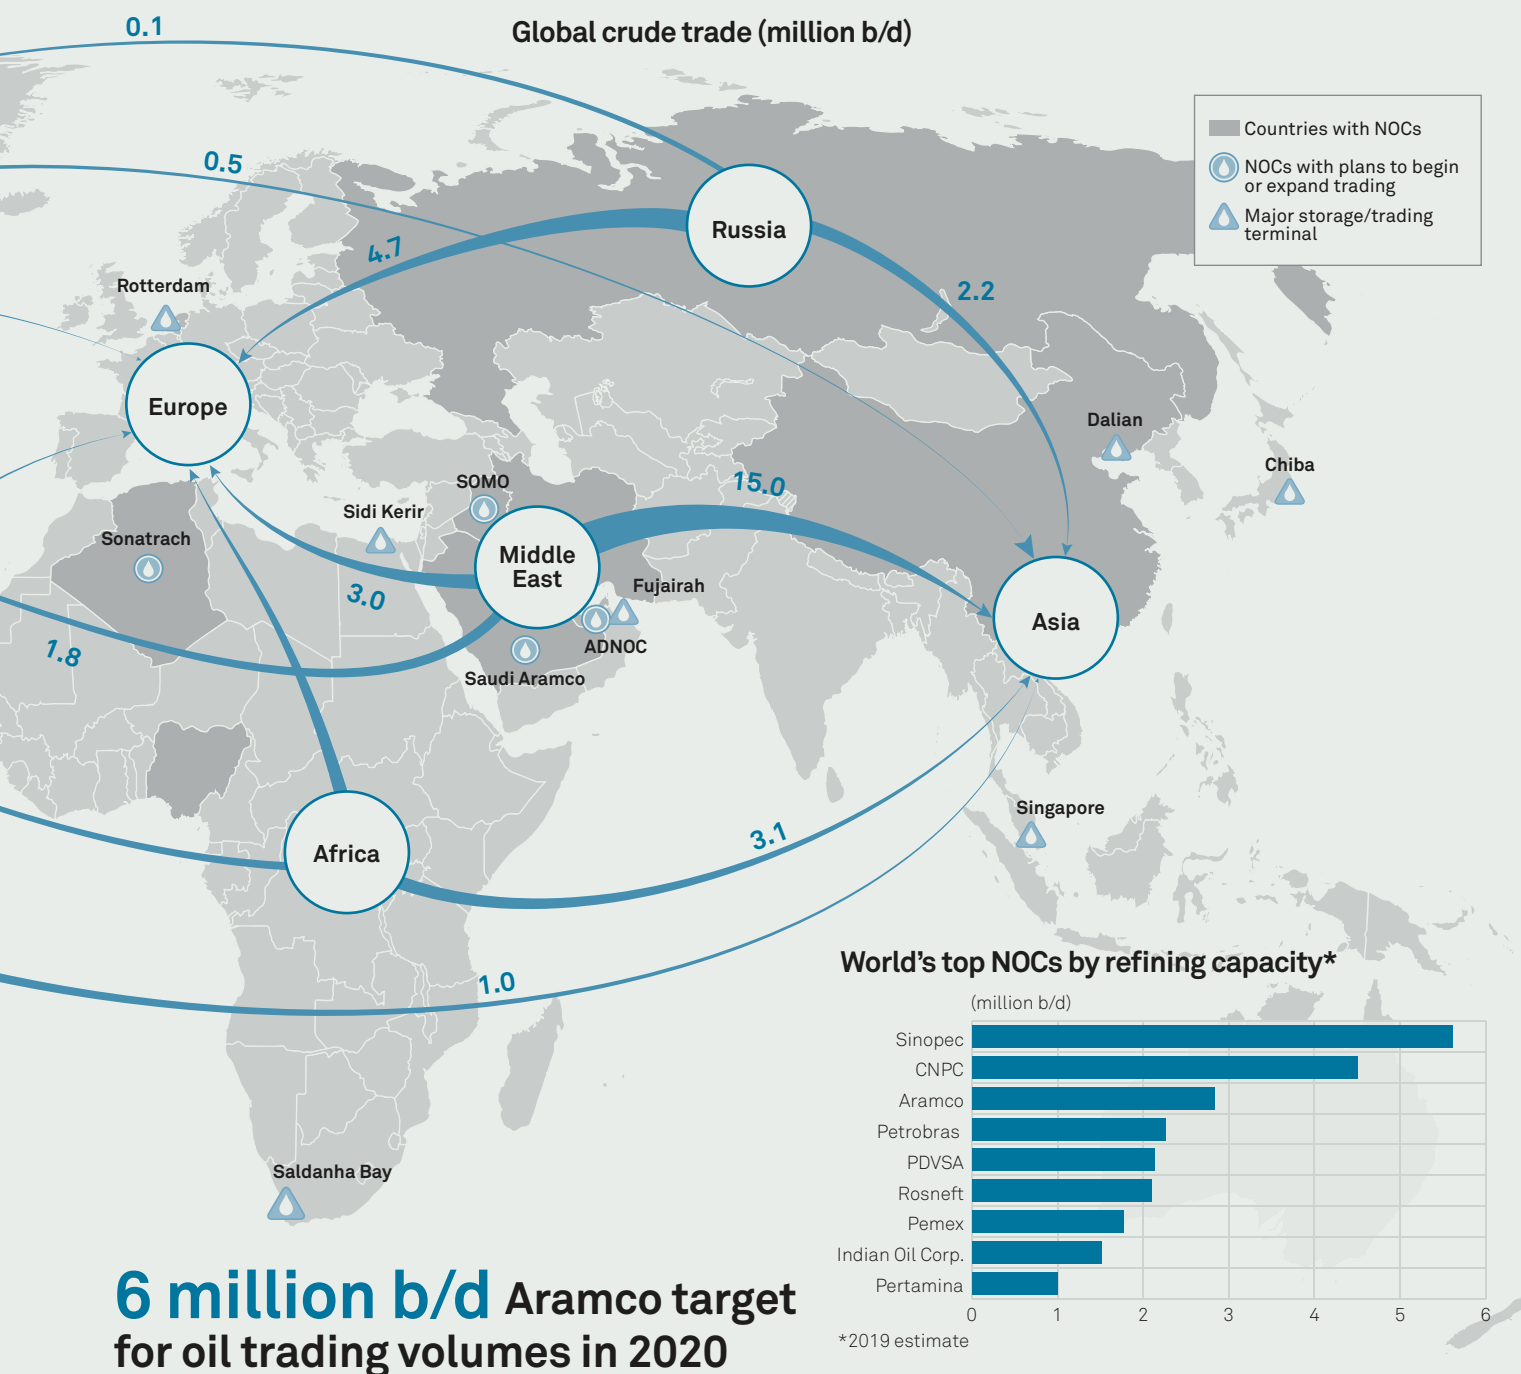 Global crude trade (million b/d)
0.1
0.5
4.7
2.2
15.0
3.0
1.8
3.1
1.0
Countries with NOCs
NOCs with plans to begin
or expand trading
Major storage/trading
terminal
Russia
Rotterdam
Europe
Dalian
Chiba
SOMO
Sidi Kerir
Sonatrach
Middle
East
Fujairah
ADNOC
Saudi Aramco
Asia
Singapore
Africa
Saldanha Bay
World's top NOCs by refining capacity*
(million b/d)
Sinopec
CNPC
Aramco
Petrobras
PDVSA
Rosneft
Pemex
Indian Oil Corp.
Pertamina
0 1 2 3 4 5 6
*2019 estimate
6 million b/d Aramco target
for oil trading volumes in 2020